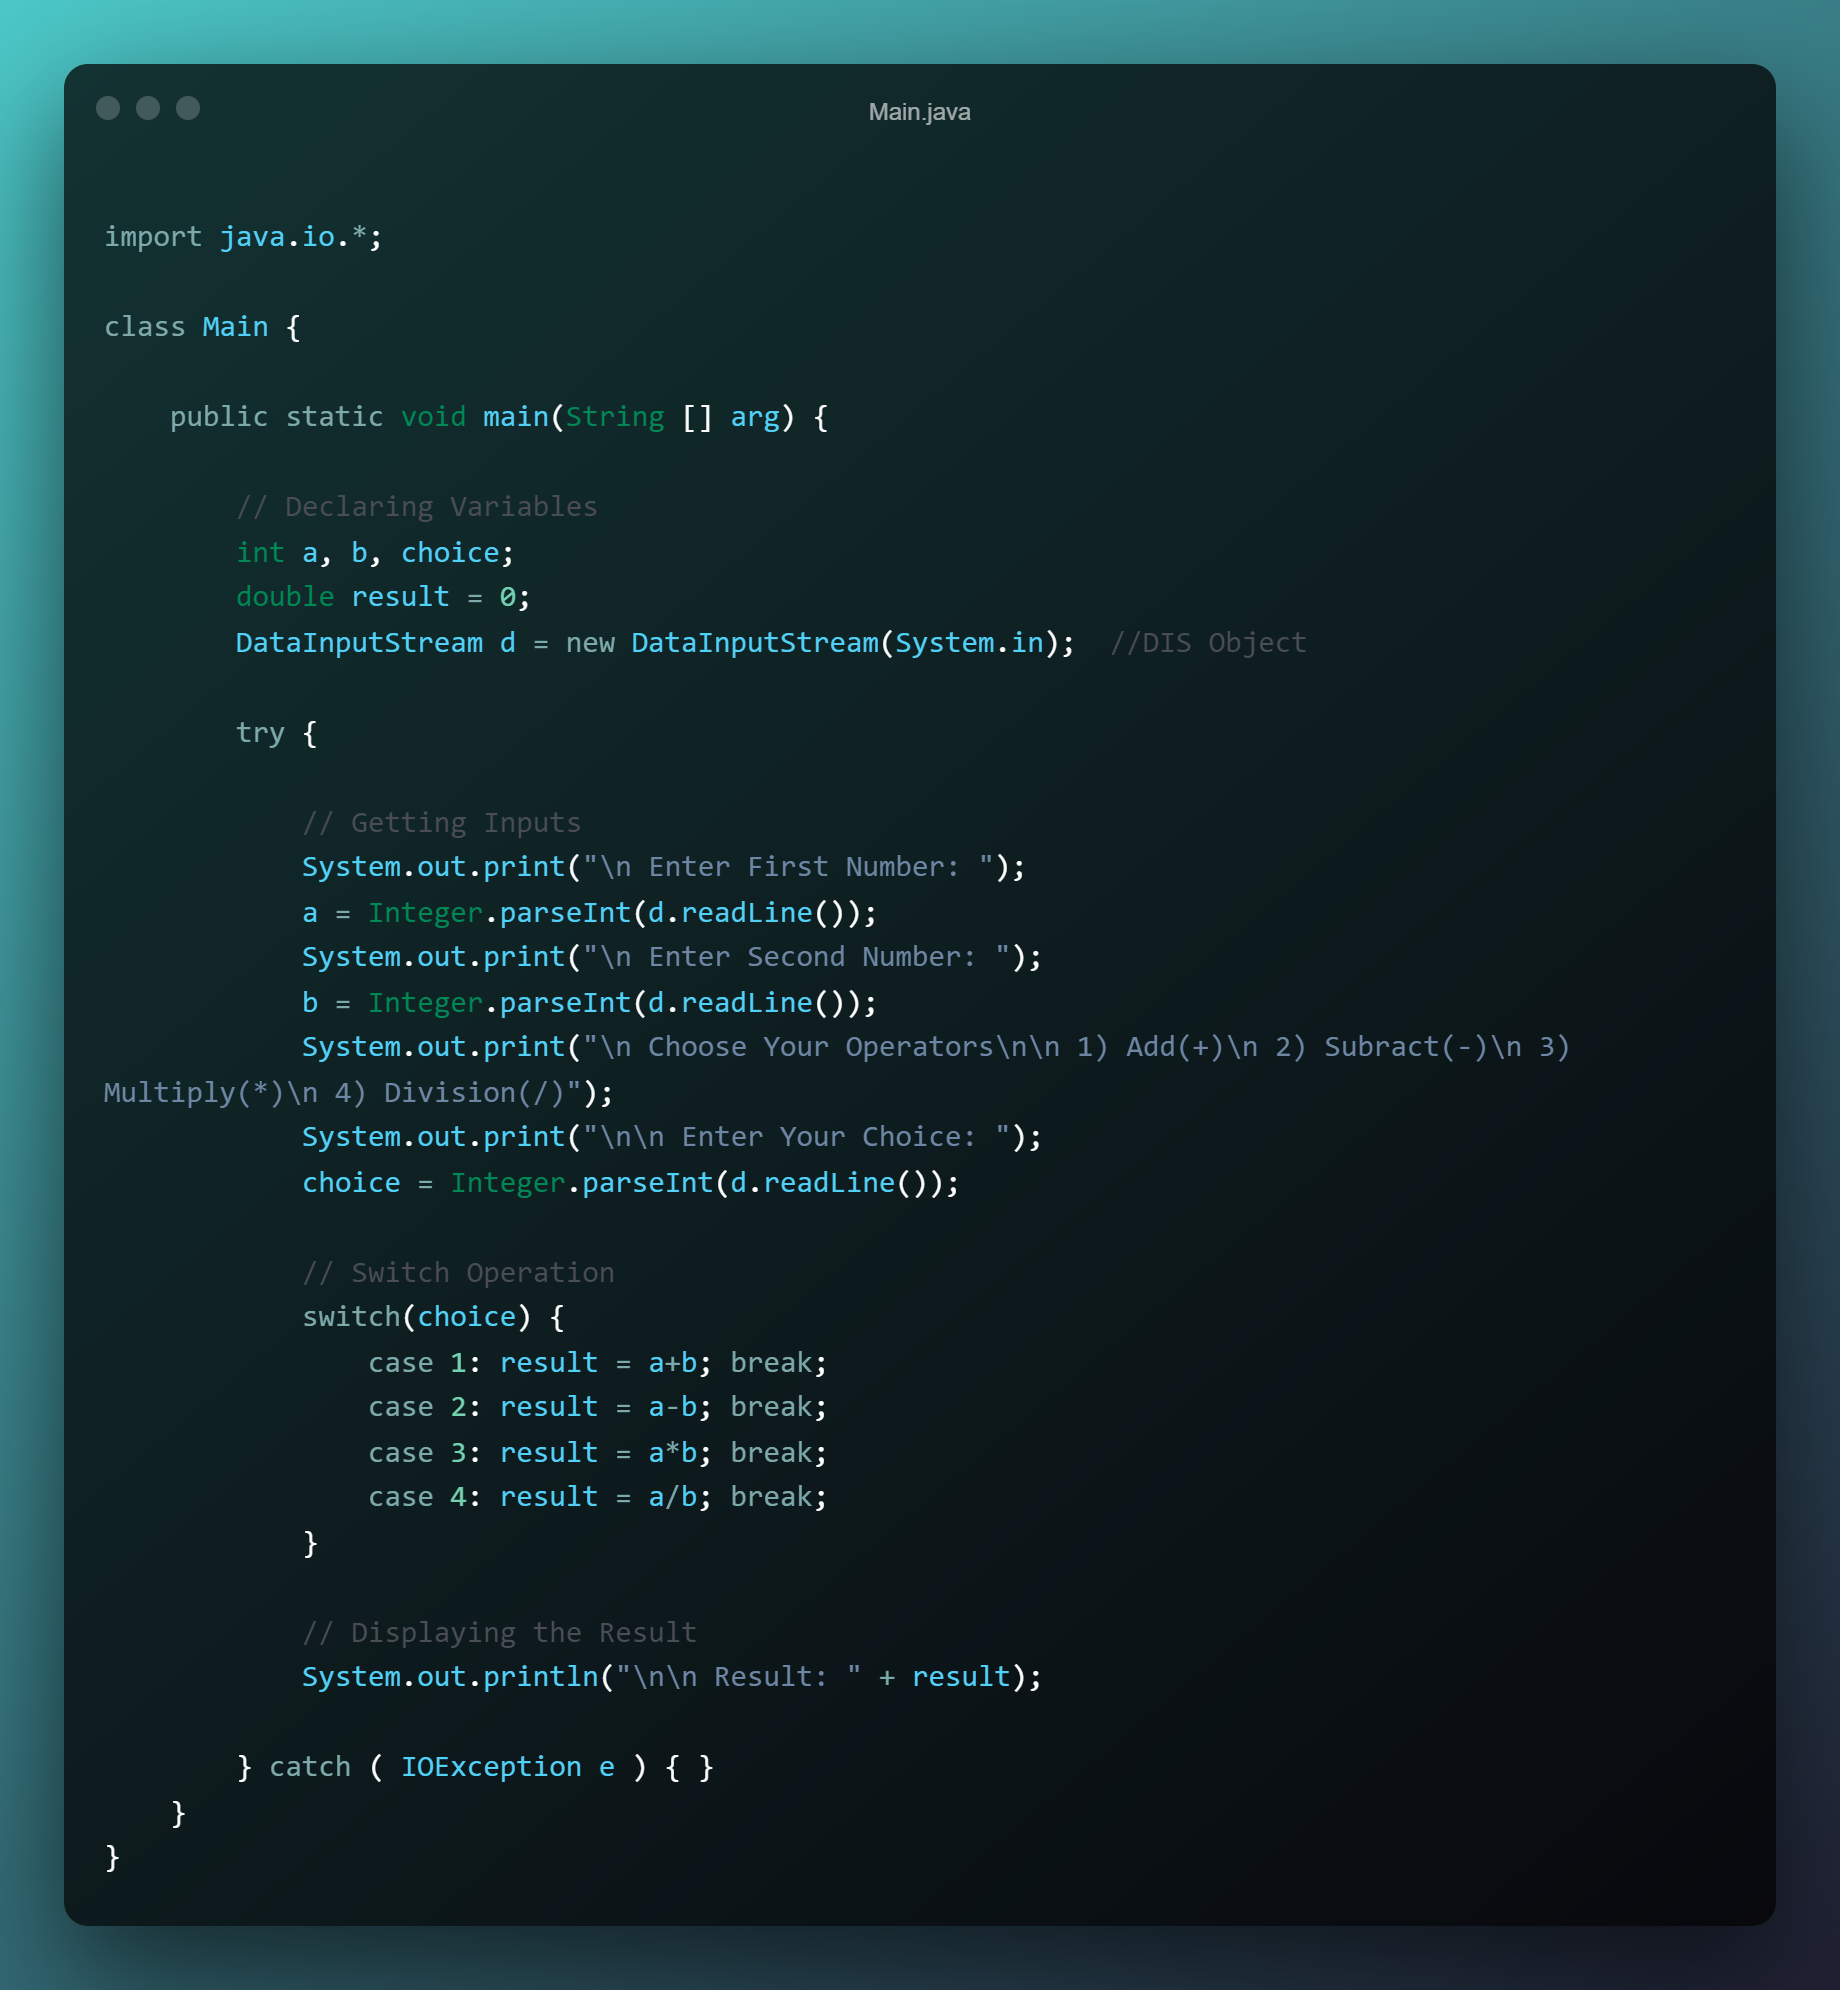 Main.java
import java.io.*;
class Main {
    public static void main(String [] arg) {
        // Declaring Variables
        int a, b, choice;
        double result = 0;
        DataInputStream d = new DataInputStream(System.in);  //DIS Object
        try {
            // Getting Inputs
            System.out.print("\n Enter First Number: ");
            a = Integer.parseInt(d.readLine());
            System.out.print("\n Enter Second Number: ");
            b = Integer.parseInt(d.readLine());
            System.out.print("\n Choose Your Operators\n\n 1) Add(+)\n 2) Subract(-)\n 3)
Multiply(*)\n 4) Division(/)");
            System.out.print("\n\n Enter Your Choice: ");
            choice = Integer.parseInt(d.readLine());
            // Switch Operation
            switch(choice) {
                case 1: result = a+b; break;
                case 2: result = a-b; break;
                case 3: result = a*b; break;
                case 4: result = a/b; break;
            }
            // Displaying the Result
            System.out.println("\n\n Result: " + result);
        } catch ( IOException e ) { }
    }
}